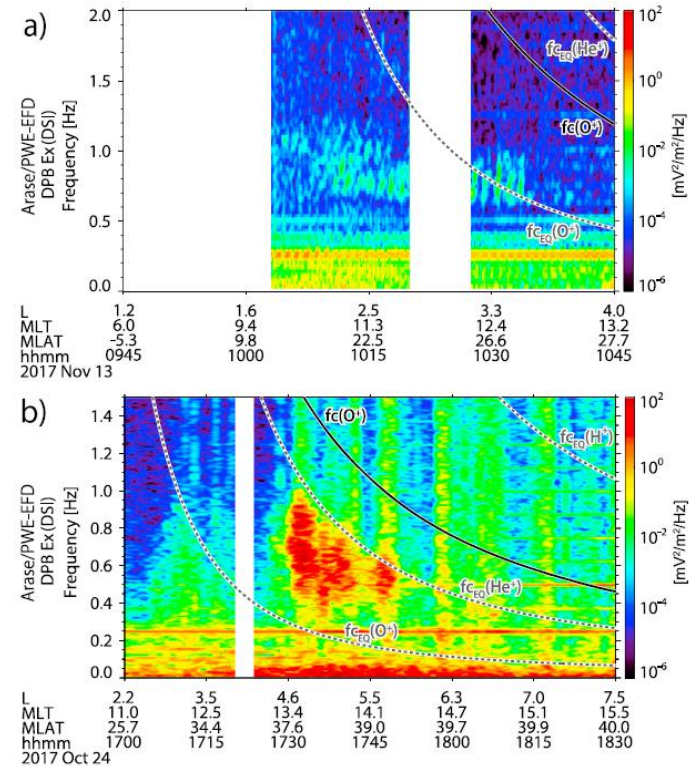 a)
Arase/PWE-EFD
DPB Ex(DSI)
Frequency [Hz]
2.0
1.5
1.0
0.5
0.0
fcEQ(He+)
fc(O+)
fcEQ(O+)
10²
10⁰
10⁻²
10⁻⁴
10⁻⁶
[mV²/m²/Hz]
L 1.2 1.6 2.5 3.3 4.0
MLT 6.0 9.4 11.3 12.4 13.2
MLAT -5.3 9.8 22.5 26.6 27.7
hhmm 0945 1000 1015 1030 1045
2017 Nov 13
b)
Arase/PWE-EFD
DPB Ex(DSI)
Frequency [Hz]
1.4
1.2
1.0
0.8
0.6
0.4
0.2
0.0
fc(O+)
fcEQ(H+)
fcEQ(He+)
fcEQ(O+)
10²
10⁰
10⁻²
10⁻⁴
10⁻⁶
[mV²/m²/Hz]
L 2.2 3.5 4.6 5.5 6.3 7.0 7.5
MLT 11.0 12.5 13.4 14.1 14.7 15.1 15.5
MLAT 25.7 34.4 37.6 39.0 39.7 39.9 40.0
hhmm 1700 1715 1730 1745 1800 1815 1830
2017 Oct 24